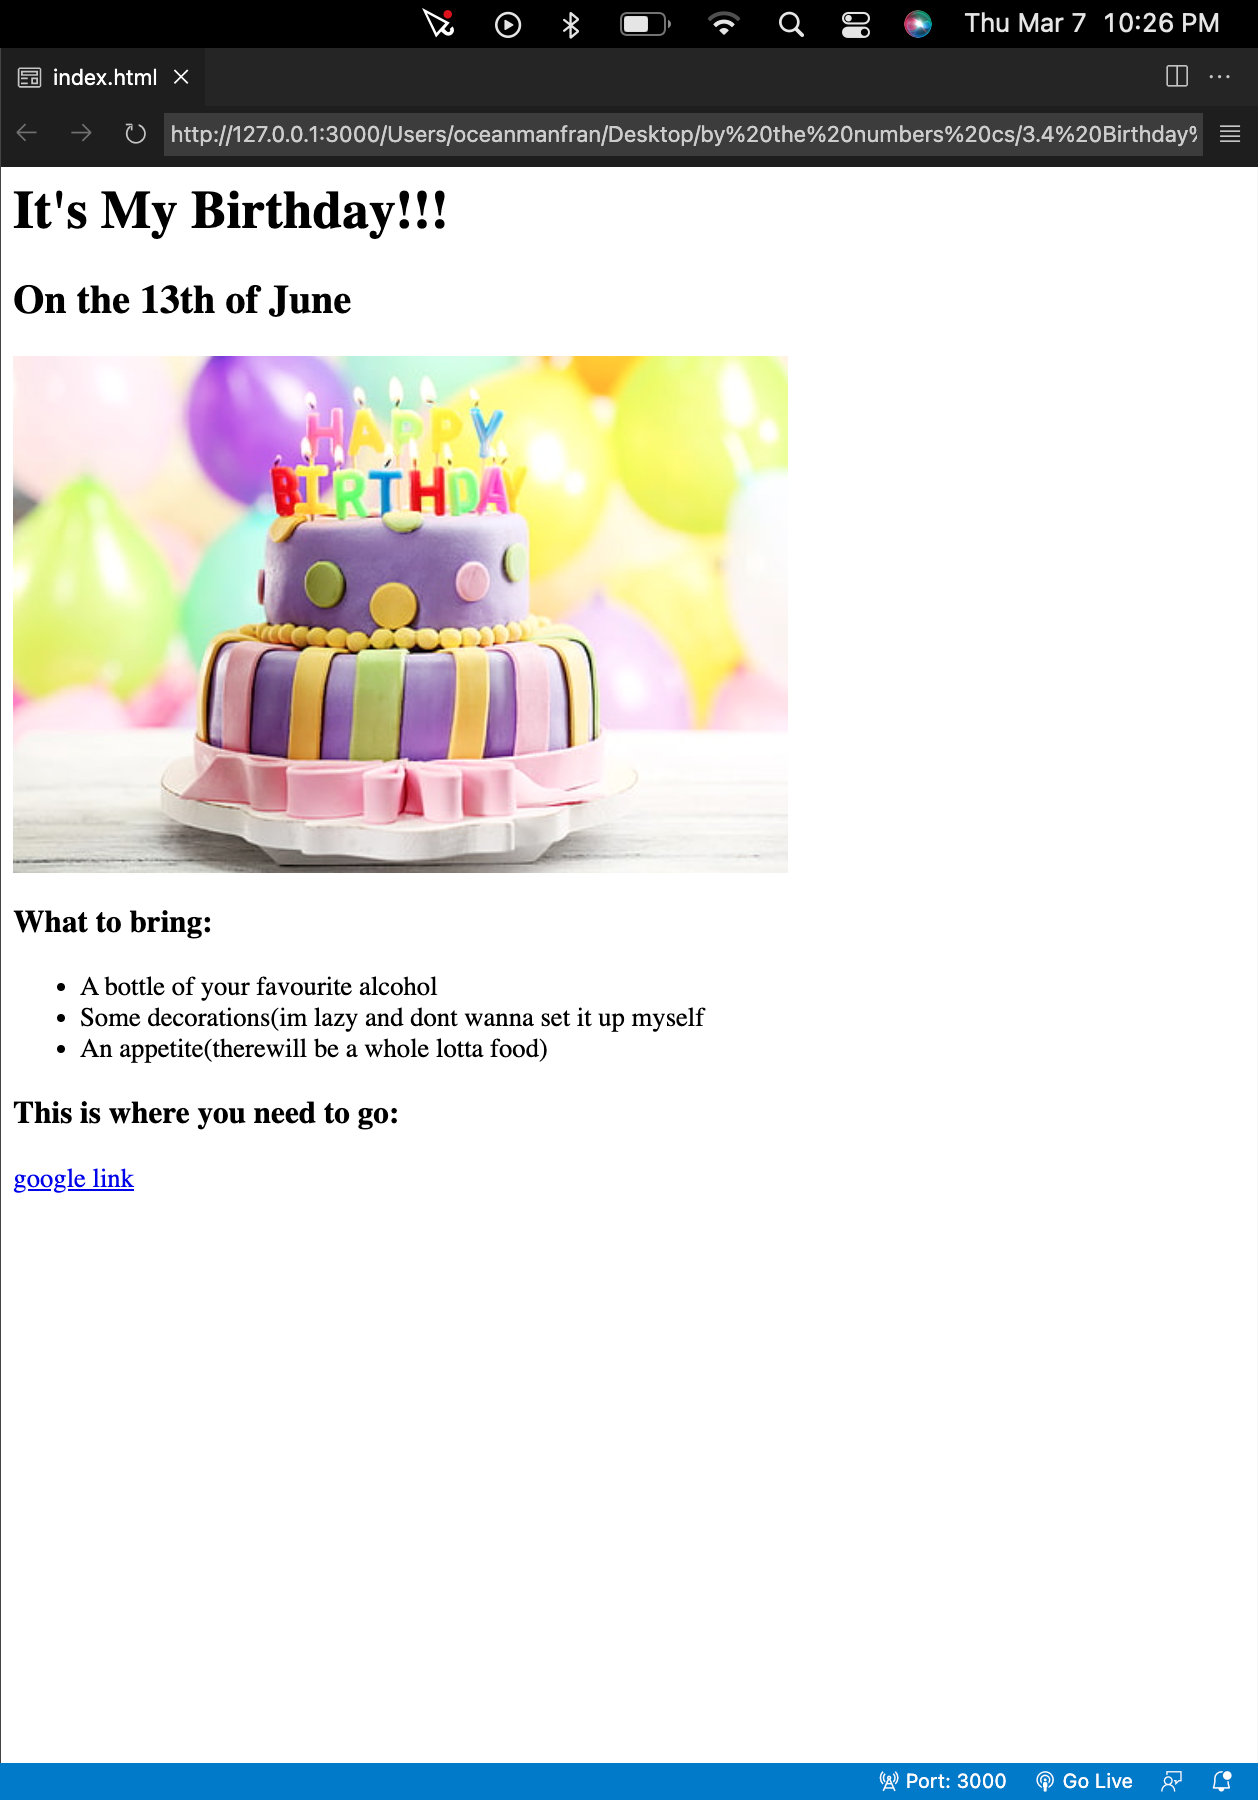 Thu Mar 7 10:26 PM
index.html
http://127.0.0.1:3000/Users/oceanmanfran/Desktop/by%20the%20numbers%20cs/3.4%20Birthday%
It's My Birthday!!!
On the 13th of June
HAPPY
BIRTHDAY
What to bring:
A bottle of your favourite alcohol
Some decorations(im lazy and dont wanna set it up myself
An appetite(therewill be a whole lotta food)
This is where you need to go:
google link
Port: 3000 Go Live